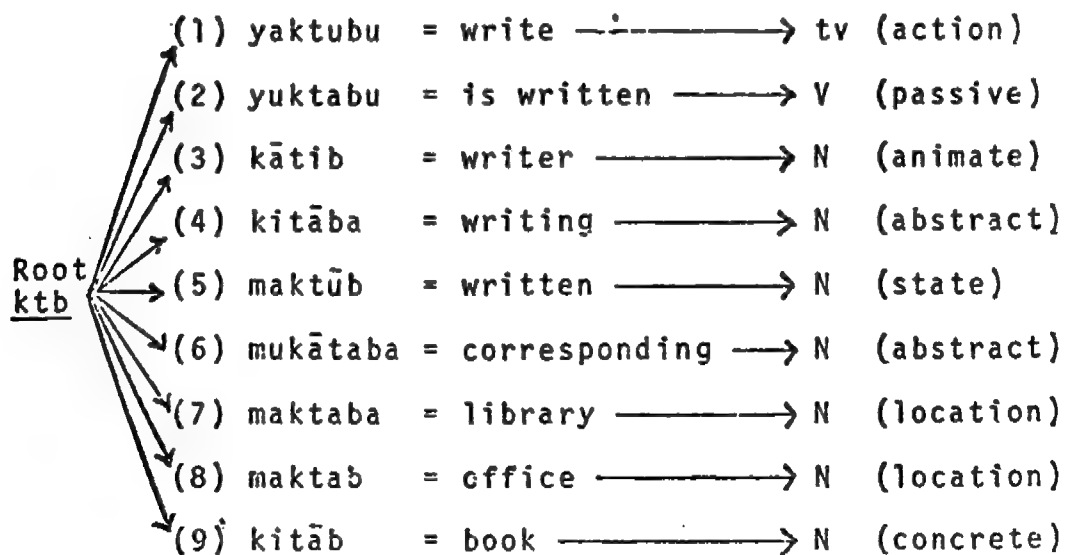 (1) yaktubu = write ⟶ tv (action)
(2) yuktabu = is written ⟶ V (passive)
(3) kātib = writer ⟶ N (animate)
(4) kitāba = writing ⟶ N (abstract)
Root
ktb
(5) maktūb = written ⟶ N (state)
(6) mukātaba = corresponding ⟶ N (abstract)
(7) maktaba = library ⟶ N (location)
(8) maktab = office ⟶ N (location)
(9) kitāb = book ⟶ N (concrete)